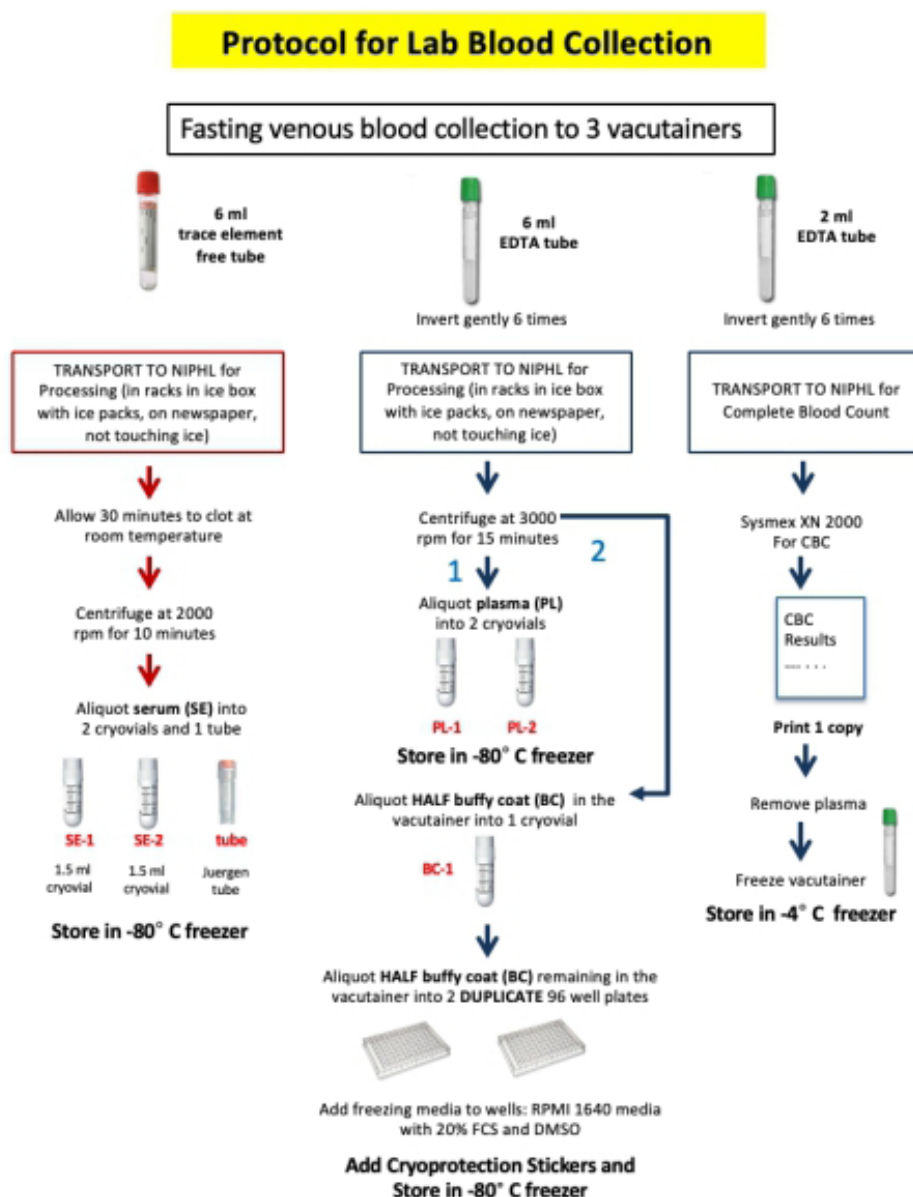 Protocol for Lab Blood Collection
Fasting venous blood collection to 3 vacutainers
6 ml
trace element
free tube
6 ml
EDTA tube
2 ml
EDTA tube
Invert gently 6 times
Invert gently 6 times
TRANSPORT TO NIPHL for
Processing (in racks in ice box
with ice packs, on newspaper,
not touching ice)
TRANSPORT TO NIPHL for
Processing (in racks in ice box
with ice packs, on newspaper,
not touching ice)
TRANSPORT TO NIPHL for
Complete Blood Count
Allow 30 minutes to clot at
room temperature
Centrifuge at 2000
rpm for 10 minutes
Aliquot serum (SE) into
2 cryovials and 1 tube
SE-1
SE-2
tube
1.5 ml
cryovial
1.5 ml
cryovial
Juergen
tube
Store in -80° C freezer
Centrifuge at 3000
rpm for 15 minutes
1
2
Aliquot plasma (PL)
into 2 cryovials
PL-1
PL-2
Store in -80° C freezer
Aliquot HALF buffy coat (BC) in the
vacutainer into 1 cryovial
BC-1
Aliquot HALF buffy coat (BC) remaining in the
vacutainer into 2 DUPLICATE 96 well plates
Add freezing media to wells: RPMI 1640 media
with 20% FCS and DMSO
Add Cryoprotection Stickers and
Store in -80° C freezer
Sysmex XN 2000
For CBC
CBC
Results
Print 1 copy
Remove plasma
Freeze vacutainer
Store in -4° C freezer